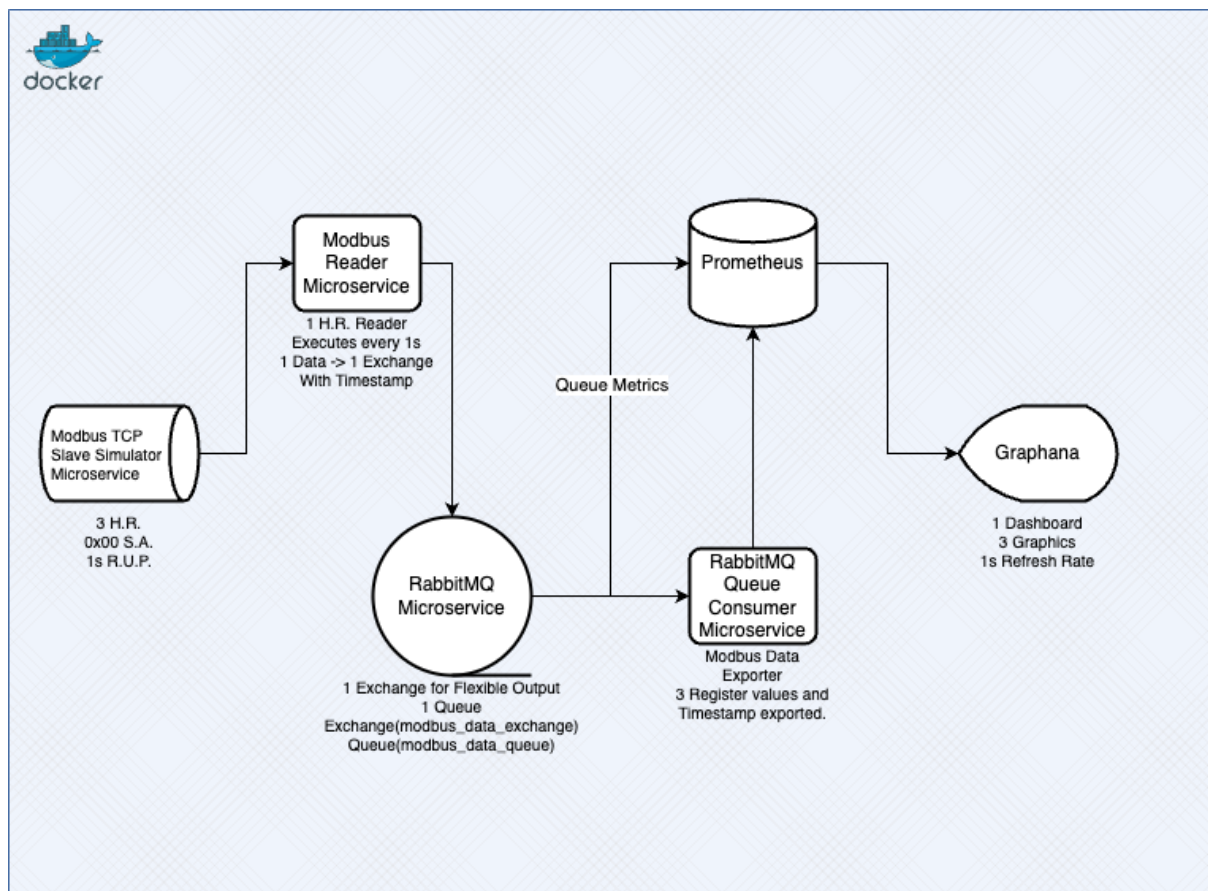 docker
Modbus
Reader
Microservice
1 H.R. Reader
Executes every 1s
1 Data -> 1 Exchange
With Timestamp
Prometheus
Queue Metrics
Modbus TCP
Slave Simulator
Microservice
3 H.R.
0x00 S.A.
1s R.U.P.
Graphana
1 Dashboard
3 Graphics
1s Refresh Rate
RabbitMQ
Microservice
1 Exchange for Flexible Output
1 Queue
Exchange(modbus_data_exchange)
Queue(modbus_data_queue)
RabbitMQ
Queue
Consumer
Microservice
Modbus Data
Exporter
3 Register values and
Timestamp exported.